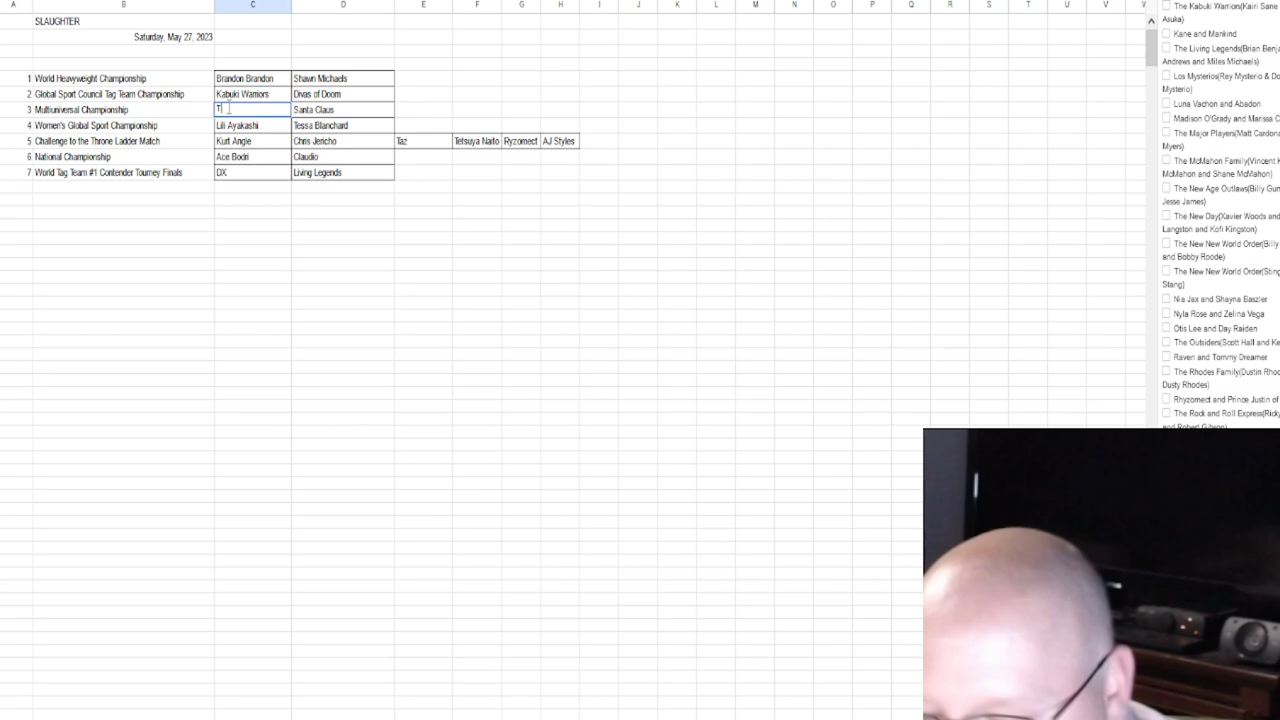 A B C D E F G H I J K L M N O P Q R S T U V
SLAUGHTER
Saturday, May 27, 2023
1 World Heavyweight Championship Brandon Brandon Shawn Michaels
2 Global Sport Council Tag Team Championship Kabuki Warriors Divas of Doom
3 Multiuniversal Championship T Santa Claus
4 Women's Global Sport Championship Lili Ayakashi Tessa Blanchard
5 Challenge to the Throne Ladder Match Kurt Angle Chris Jericho Taz Tetsuya Naito Ryzomect AJ Styles
6 National Championship Ace Bodri Claudio
7 World Tag Team #1 Contender Tourney Finals DX Living Legends
The Kabuki Warriors(Kairi Sane
Asuka)
Kane and Mankind
The Living Legends(Brian Benj
Andrews and Miles Michaels)
Los Mysterios(Rey Mysterio & Do
Mysterio)
Luna Vachon and Abadon
Madison O'Grady and Marissa C
The Major Players(Matt Cardona
Myers)
The McMahon Family(Vincent K
McMahon and Shane McMahon)
The New Age Outlaws(Billy Gun
Jesse James)
The New Day(Xavier Woods and
Langston and Kofi Kingston)
The New New World Order(Billy
and Bobby Roode)
The New New World Order(Sting
Stang)
Nia Jax and Shayna Baszler
Nyla Rose and Zelina Vega
Otis Lee and Day Raiden
The Outsiders(Scott Hall and Ke
Raven and Tommy Dreamer
The Rhodes Family(Dustin Rhod
Dusty Rhodes)
Rhyzomect and Prince Justin of
The Rock and Roll Express(Ricky
and Robert Gibson)